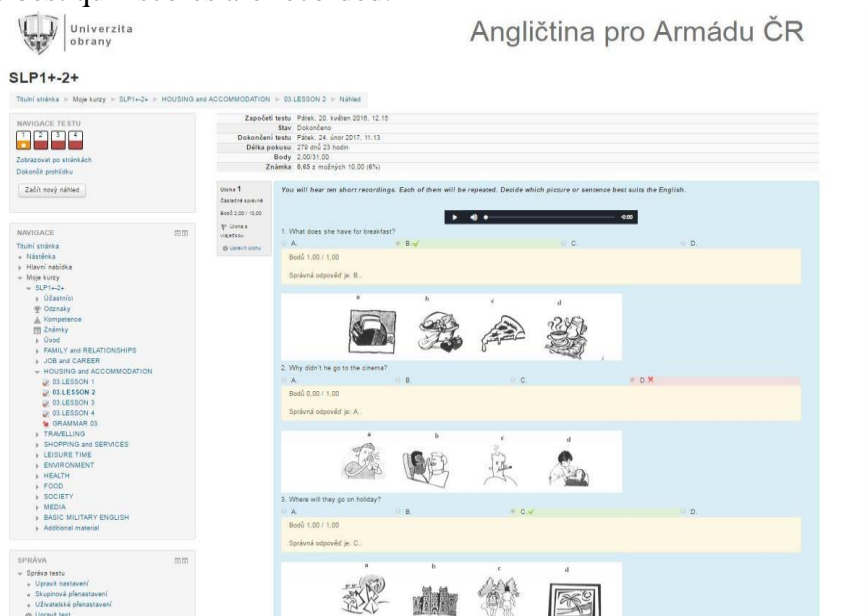 Univerzita
obrany
Angličtina pro Armádu ČR
SLP1+-2+
Titulní stránka ▹ Moje kurzy ▹ SLP1+-2+ ▹ HOUSING and ACCOMMODATION ▹ 03.LESSON 2 ▹ Náhled
NAVIGACE TESTU
1 2 3 4
Zobrazovat po stránkách
Dokončit prohlídku
Začít nový náhled
NAVIGACE
Titulní stránka
Nástěnka
Hlavní nabídka
Moje kurzy
SLP1+-2+
Účastníci
Odznaky
Kompetence
Známky
Úvod
FAMILY and RELATIONSHIPS
JOB and CAREER
HOUSING and ACCOMMODATION
03.LESSON 1
03.LESSON 2
03.LESSON 3
03.LESSON 4
GRAMMAR 03
TRAVELLING
SHOPPING and SERVICES
LEISURE TIME
ENVIRONMENT
HEALTH
FOOD
SOCIETY
MEDIA
BASIC MILITARY ENGLISH
Additional material
SPRÁVA
Správa testu
Upravit nastavení
Skupinová přenastavení
Uživatelská přenastavení
Upravit test
Započetí testu Pátek, 20. květen 2016, 12.15
Stav Dokončeno
Dokončení testu Pátek, 24. únor 2017, 11.13
Délka pokusu 279 dnů 23 hodin
Body 2,00/31,00
Známka 0,65 z možných 10,00 (6%)
Úloha 1
Částečně správně
Bodů 2,00 / 10,00
Úloha s vlaječkou
Upravit úlohu
You will hear ten short recordings. Each of them will be repeated. Decide which picture or sentence best suits the English.
0:00
1. What does she have for breakfast?
A. B. C. D.
Bodů 1,00 / 1,00
Správná odpověď je: B..
a b c d
2. Why didn't he go to the cinema?
A. B. C. D.
Bodů 0,00 / 1,00
Správná odpověď je: A..
a b c d
3. Where will they go on holiday?
A. B. C. D.
Bodů 1,00 / 1,00
Správná odpověď je: C..
a b c d